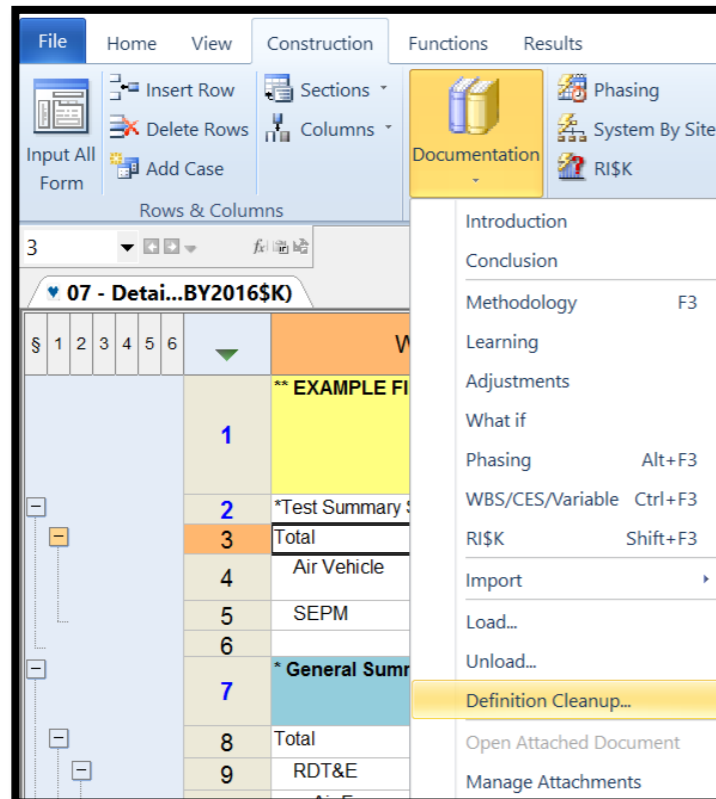 File Home View Construction Functions Results
Insert Row
Delete Rows
Add Case
Input All
Form
Rows & Columns
Sections
Columns
Documentation
Phasing
System By Site
RI$K
3
fx
07 - Detai...BY2016$K)
§ 1 2 3 4 5 6
1 ** EXAMPLE FI
2 *Test Summary
3 Total
4 Air Vehicle
5 SEPM
6
7 * General Sum
8 Total
9 RDT&E
Introduction
Conclusion
Methodology F3
Learning
Adjustments
What if
Phasing Alt+F3
WBS/CES/Variable Ctrl+F3
RI$K Shift+F3
Import
Load...
Unload...
Definition Cleanup...
Open Attached Document
Manage Attachments